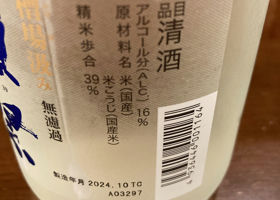 品目
清酒
アルコール分(ALC.) 16%
原材料名 米(国産)
米こうじ(国産米)
精米歩合 39%
無濾過
製造年月 2024.10TC
A03297
4936446001164